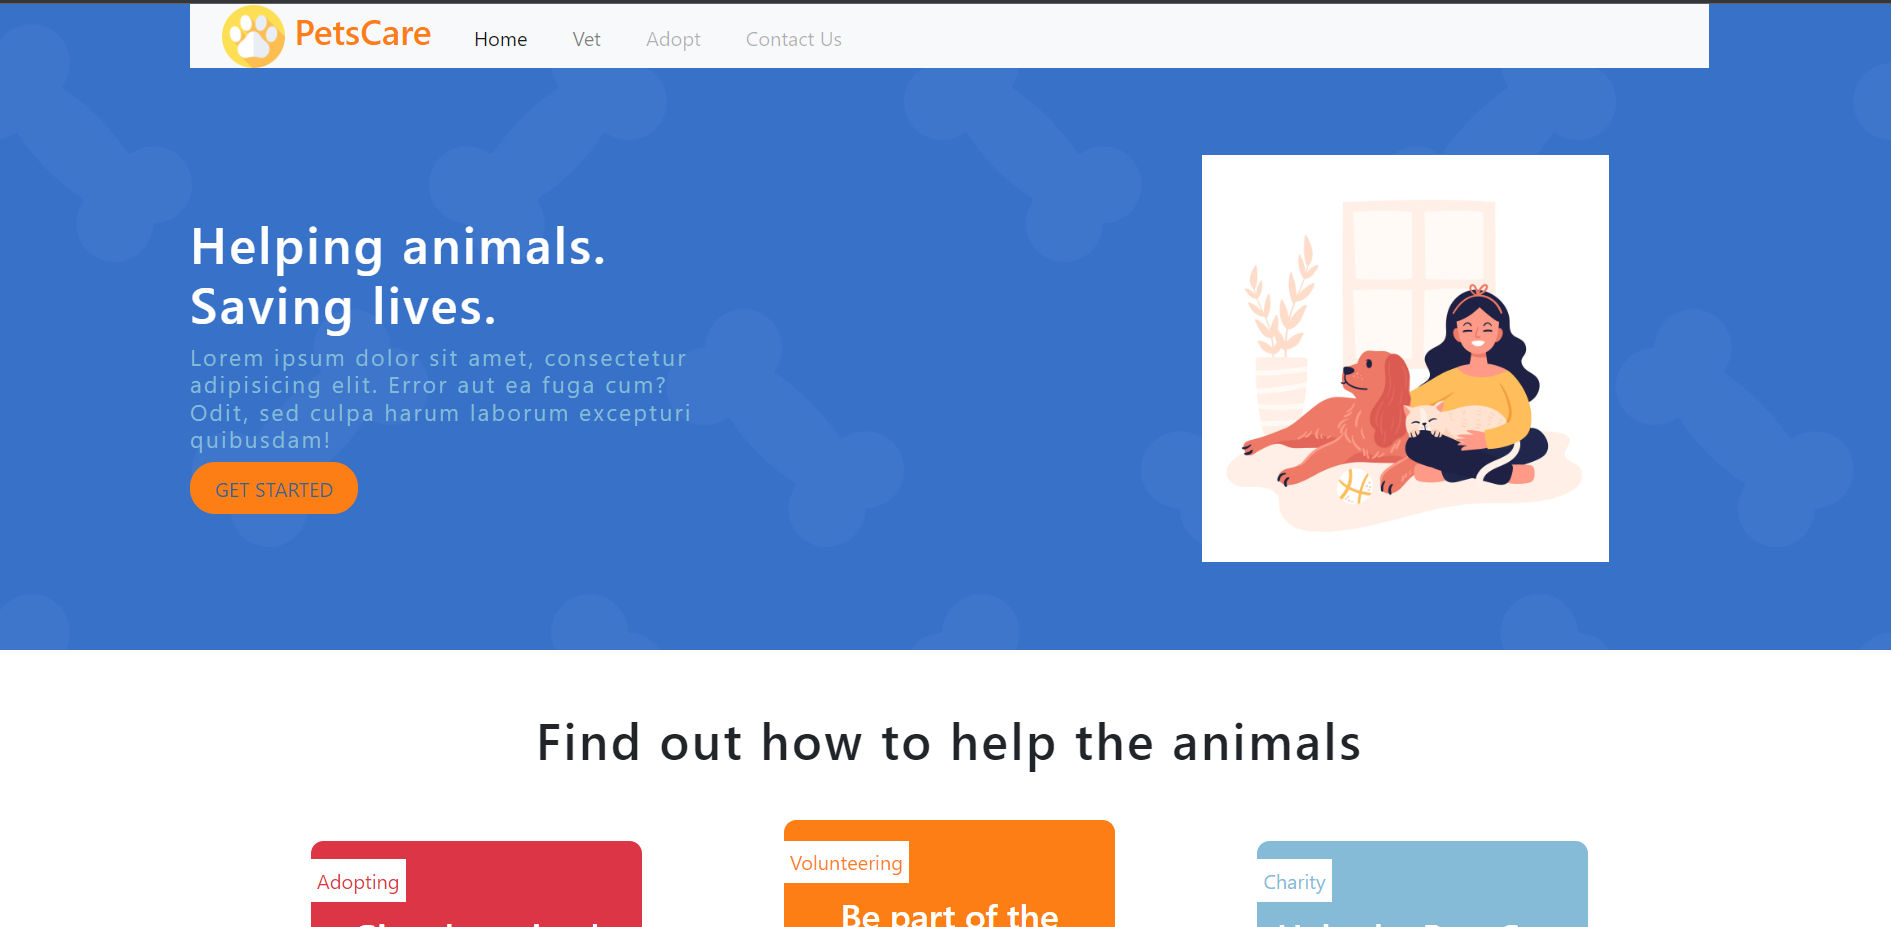 PetsCare Home Vet Adopt Contact Us
Helping animals.
Saving lives.
Lorem ipsum dolor sit amet, consectetur
adipisicing elit. Error aut ea fuga cum?
Odit, sed culpa harum laborum excepturi
quibusdam!
GET STARTED
Find out how to help the animals
Adopting
Volunteering
Charity
Be part of the